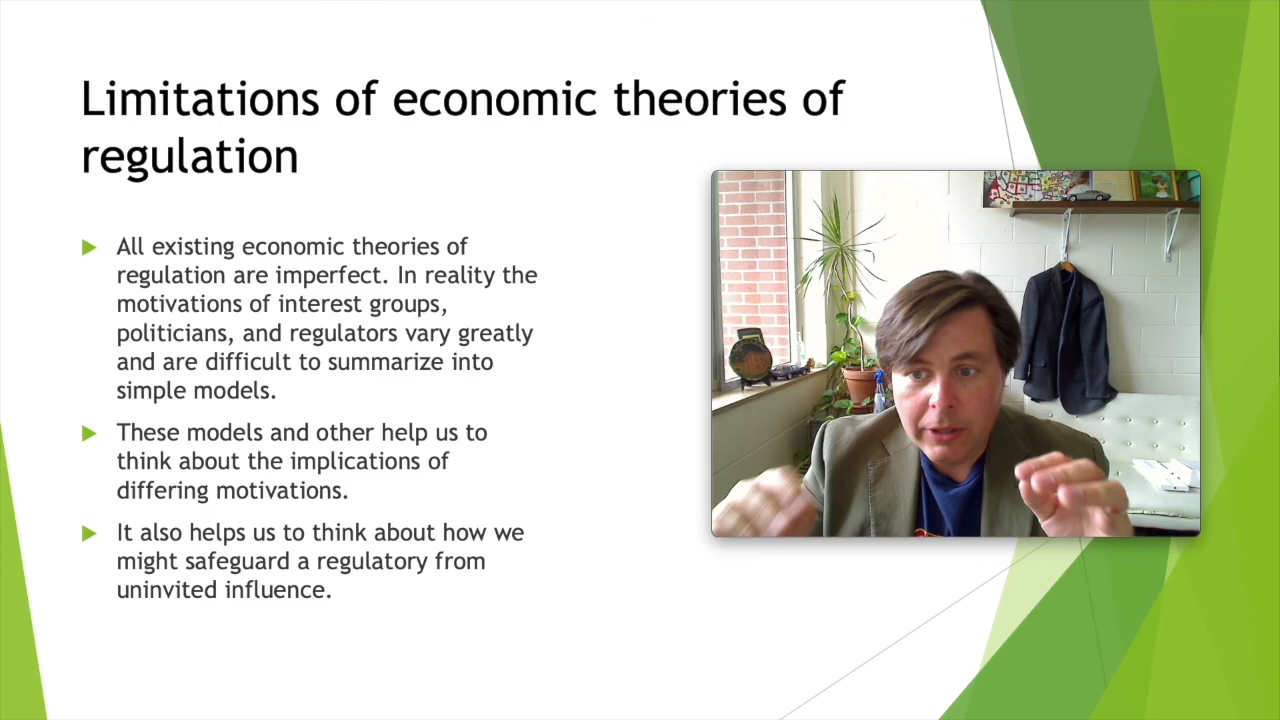 Limitations of economic theories of
regulation
All existing economic theories of
regulation are imperfect. In reality the
motivations of interest groups,
politicians, and regulators vary greatly
and are difficult to summarize into
simple models.
These models and other help us to
think about the implications of
differing motivations.
It also helps us to think about how we
might safeguard a regulatory from
uninvited influence.